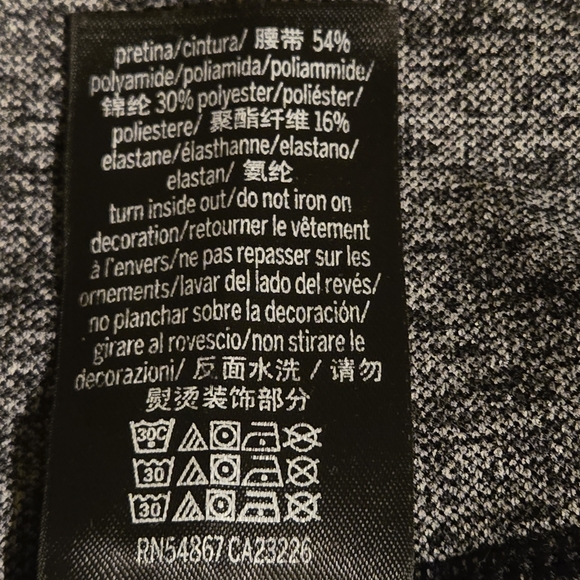 pretina/cintura/ 腰带 54%
polyamide/poliamida/poliammide/
锦纶 30% polyester/poliéster/
poliestere/ 聚酯纤维 16%
elastane/élasthanne/elastano/
elastan/ 氨纶
turn inside out/do not iron on
decoration/retourner le vêtement
à l'envers/ne pas repasser sur les
ornements/lavar del lado del revés/
no planchar sobre la decoración/
girare al rovescio/non stirare le
decorazioni/ 反面水洗 / 请勿
熨烫装饰部分
30C
30
30
RN54867 CA23226